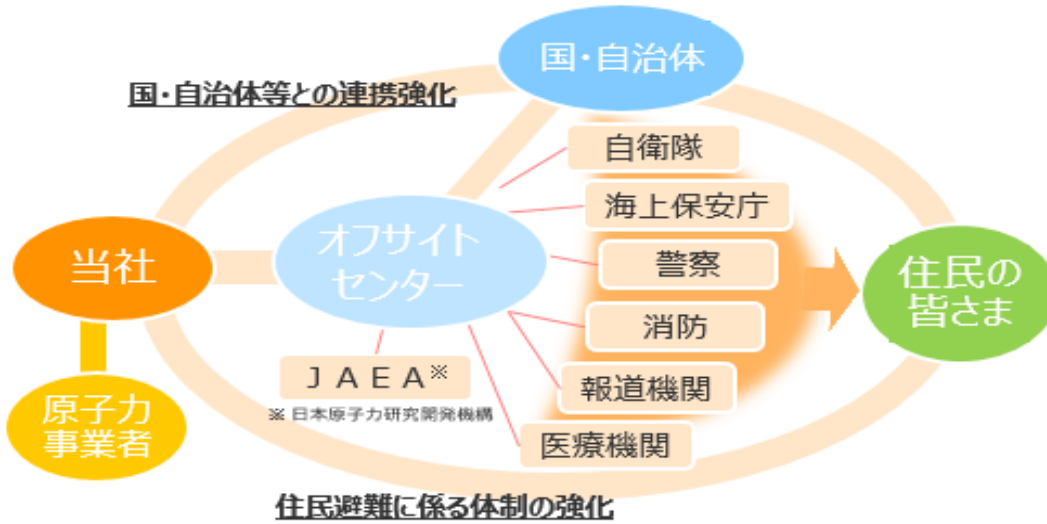 国・自治体
国・自治体等との連携強化
自衛隊
海上保安庁
オフサイト
センター
当社
警察
住民の
皆さま
消防
ＪＡＥＡ※
※ 日本原子力研究開発機構
報道機関
原子力
事業者
医療機関
住民避難に係る体制の強化